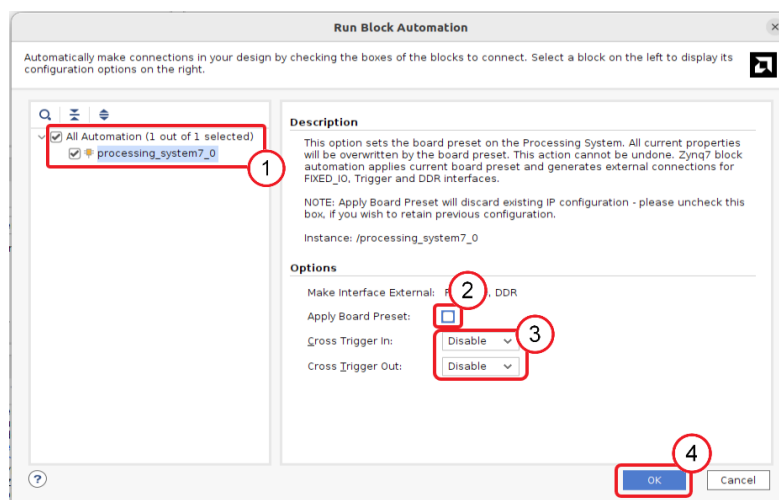 Run Block Automation
Automatically make connections in your design by checking the boxes of the blocks to connect. Select a block on the left to display its
configuration options on the right.
All Automation (1 out of 1 selected)
processing_system7_0
1
Description
This option sets the board preset on the Processing System. All current properties
will be overwritten by the board preset. This action cannot be undone. Zynq7 block
automation applies current board preset and generates external connections for
FIXED_IO, Trigger and DDR interfaces.
NOTE: Apply Board Preset will discard existing IP configuration - please uncheck this
box, if you wish to retain previous configuration.
Instance: /processing_system7_0
Options
Make Interface External: 2 , DDR
Apply Board Preset:
Cross Trigger In: Disable 3
Cross Trigger Out: Disable
4
? OK Cancel